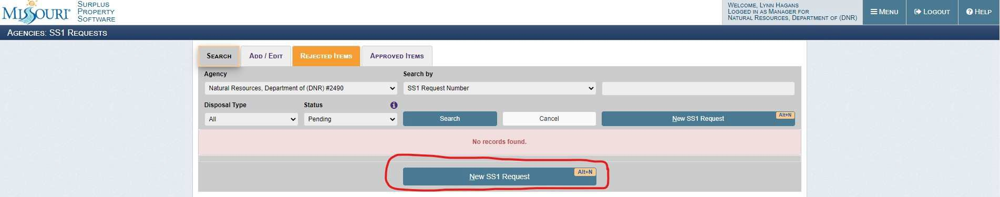 MISSOURI®
SURPLUS
PROPERTY
SOFTWARE
WELCOME, LYNN HAGANS
LOGGED IN AS MANAGER FOR
NATURAL RESOURCES, DEPARTMENT OF (DNR)
MENU
LOGOUT
HELP
AGENCIES: SS1 REQUESTS
SEARCH
ADD / EDIT
REJECTED ITEMS
APPROVED ITEMS
Agency
Search by
Natural Resources, Department of (DNR) #2490
SS1 Request Number
Disposal Type
Status
All
Pending
Search
Cancel
New SS1 Request
Alt+N
No records found.
New SS1 Request
Alt+N